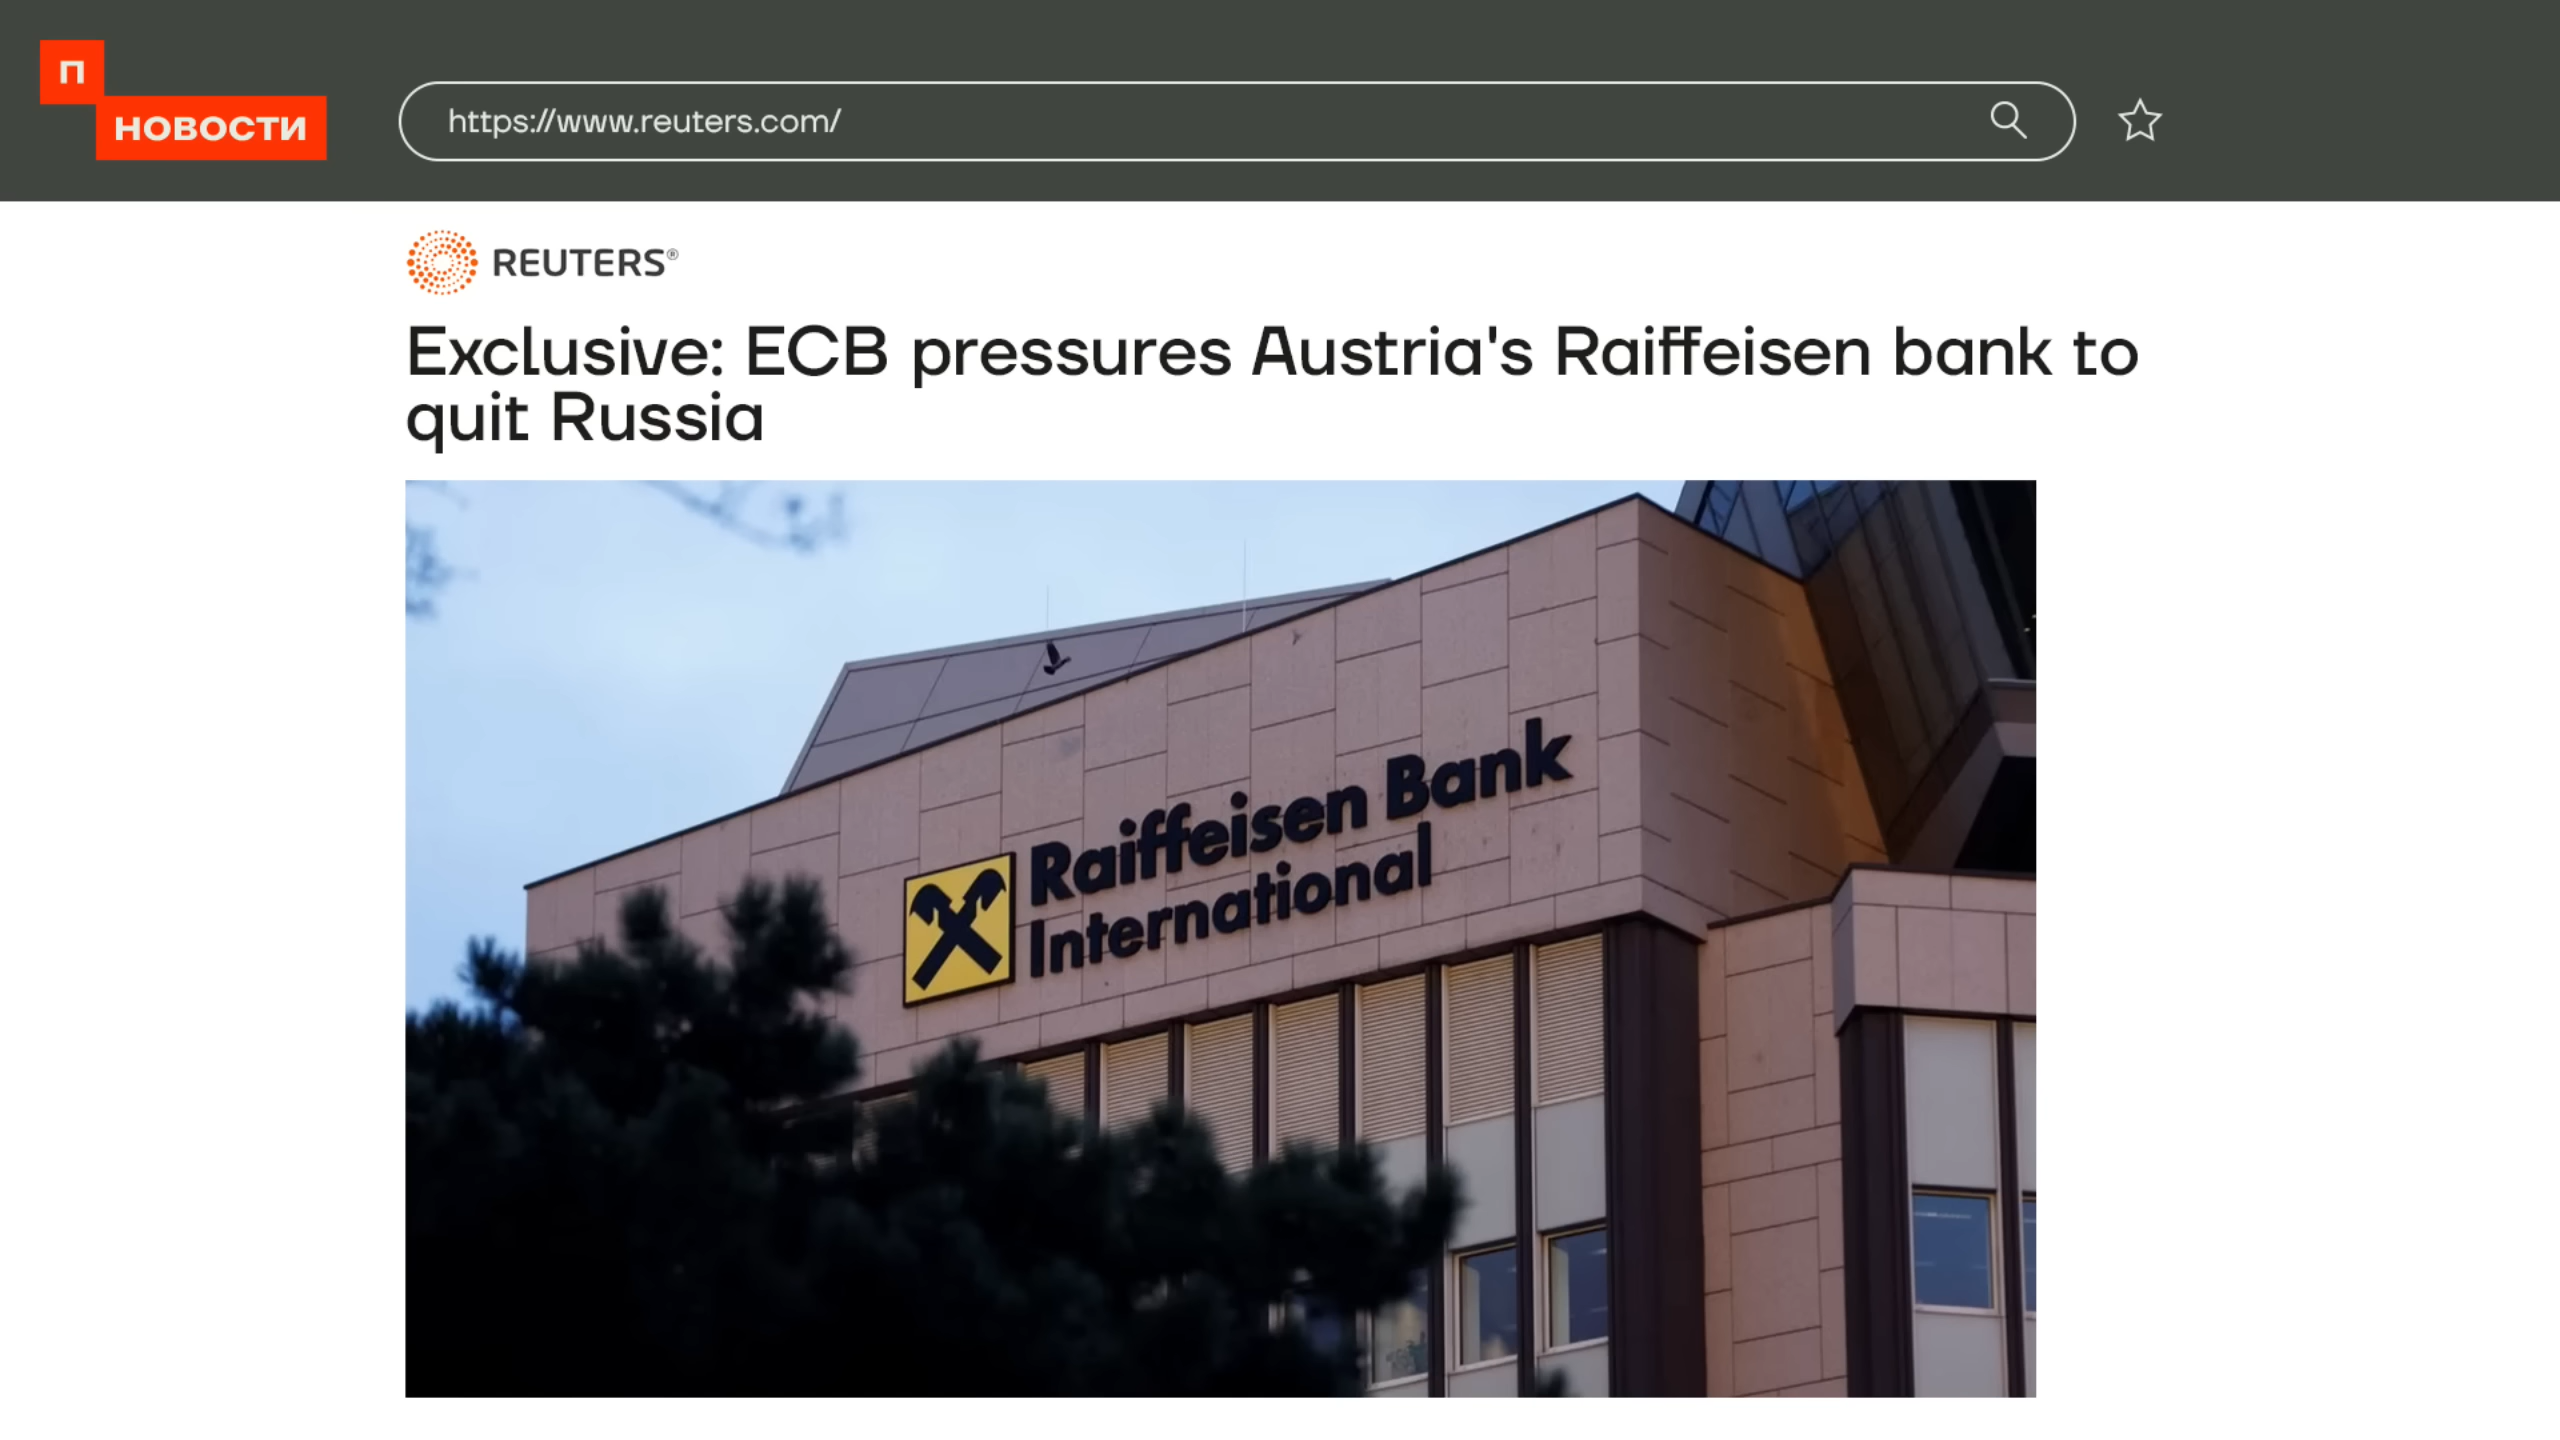 П
НОВОСТИ
https://www.reuters.com/
REUTERS®
Exclusive: ECB pressures Austria's Raiffeisen bank to
quit Russia
Raiffeisen Bank
International